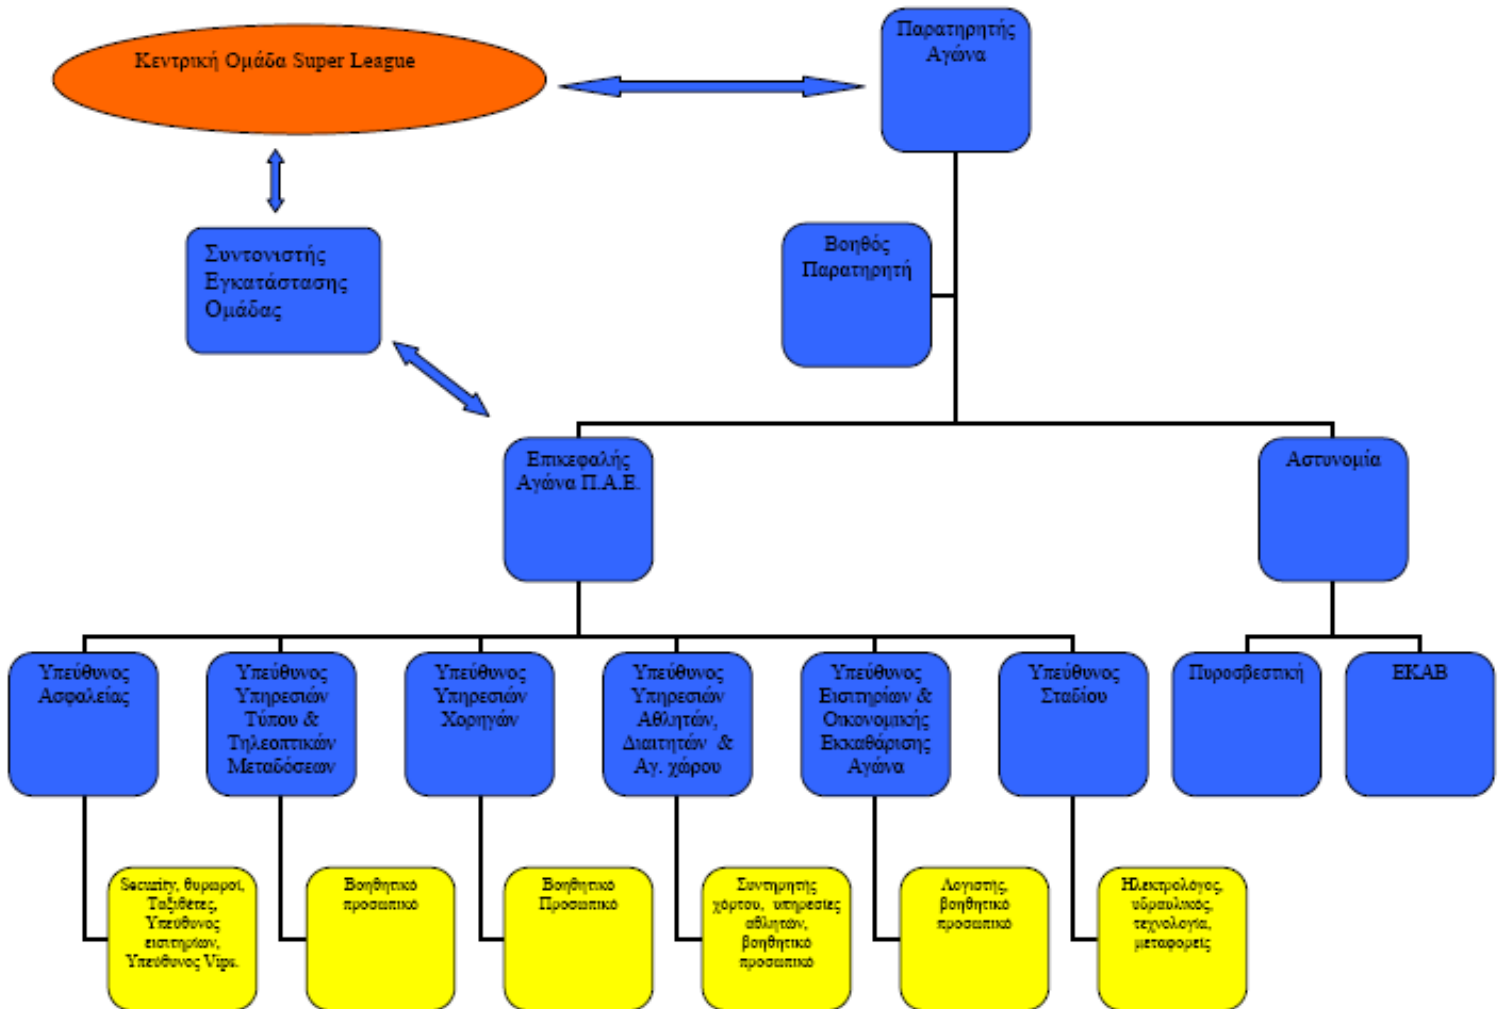 Κεντρική Ομάδα Super League
Παρατηρητής
Αγώνα
Συντονιστής
Εγκατάστασης
Ομάδας
Βοηθός
Παρατηρητή
Επικεφαλής
Αγώνα Π.Α.Ε.
Αστυνομία
Υπεύθυνος
Ασφαλείας
Υπεύθυνος
Υπηρεσιών
Τύπου &
Τηλεοπτικών
Μεταδόσεων
Υπεύθυνος
Υπηρεσιών
Χορηγών
Υπεύθυνος
Υπηρεσιών
Αθλητών,
Διαιτητών &
Αγ. χώρου
Υπεύθυνος
Εισιτηρίων &
Οικονομικής
Εκκαθάρισης
Αγώνα
Υπεύθυνος
Σταδίου
Πυροσβεστική
ΕΚΑΒ
Security, θυρωροί,
Ταξιθέτες,
Υπεύθυνος
εισιτηρίων,
Υπεύθυνος Vips.
Βοηθητικό
προσωπικό
Βοηθητικό
Προσωπικό
Συντηρητής
χόρτου, υπηρεσίες
αθλητών,
βοηθητικό
προσωπικό
Λογιστής,
βοηθητικό
προσωπικό
Ηλεκτρολόγος,
υδραυλικός,
τεχνολογία,
μεταφορείς